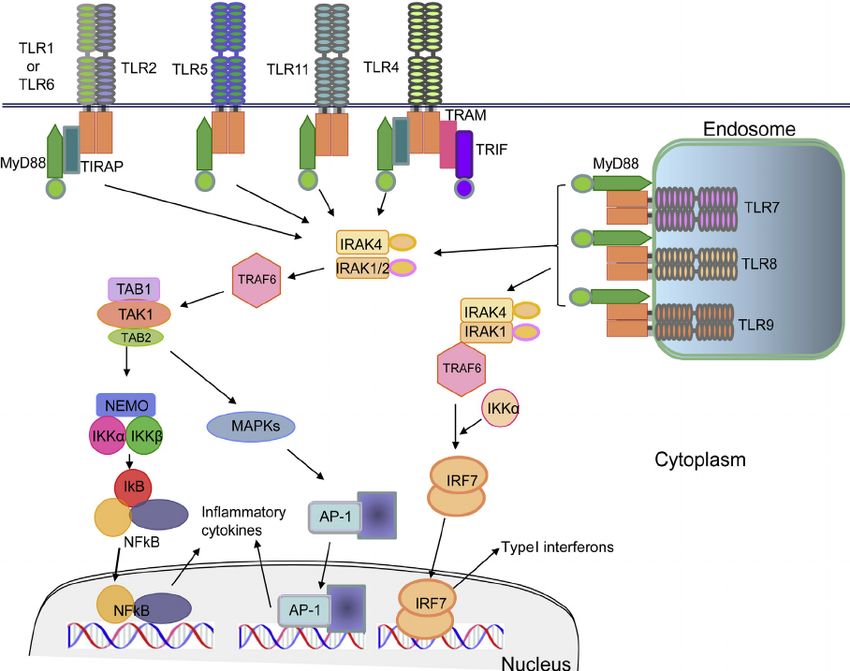 TLR1
or
TLR6
TLR2
TLR5
TLR11
TLR4
TRAM
TRIF
MyD88
TIRAP
Endosome
MyD88
TLR7
TLR8
TLR9
IRAK4
IRAK1/2
TRAF6
TAB1
TAK1
TAB2
IRAK4
IRAK1
TRAF6
IKKα
NEMO
IKKα
IKKβ
MAPKs
IkB
NFkB
Inflammatory
cytokines
AP-1
IRF7
Cytoplasm
TypeI interferons
NFkB
AP-1
IRF7
Nucleus